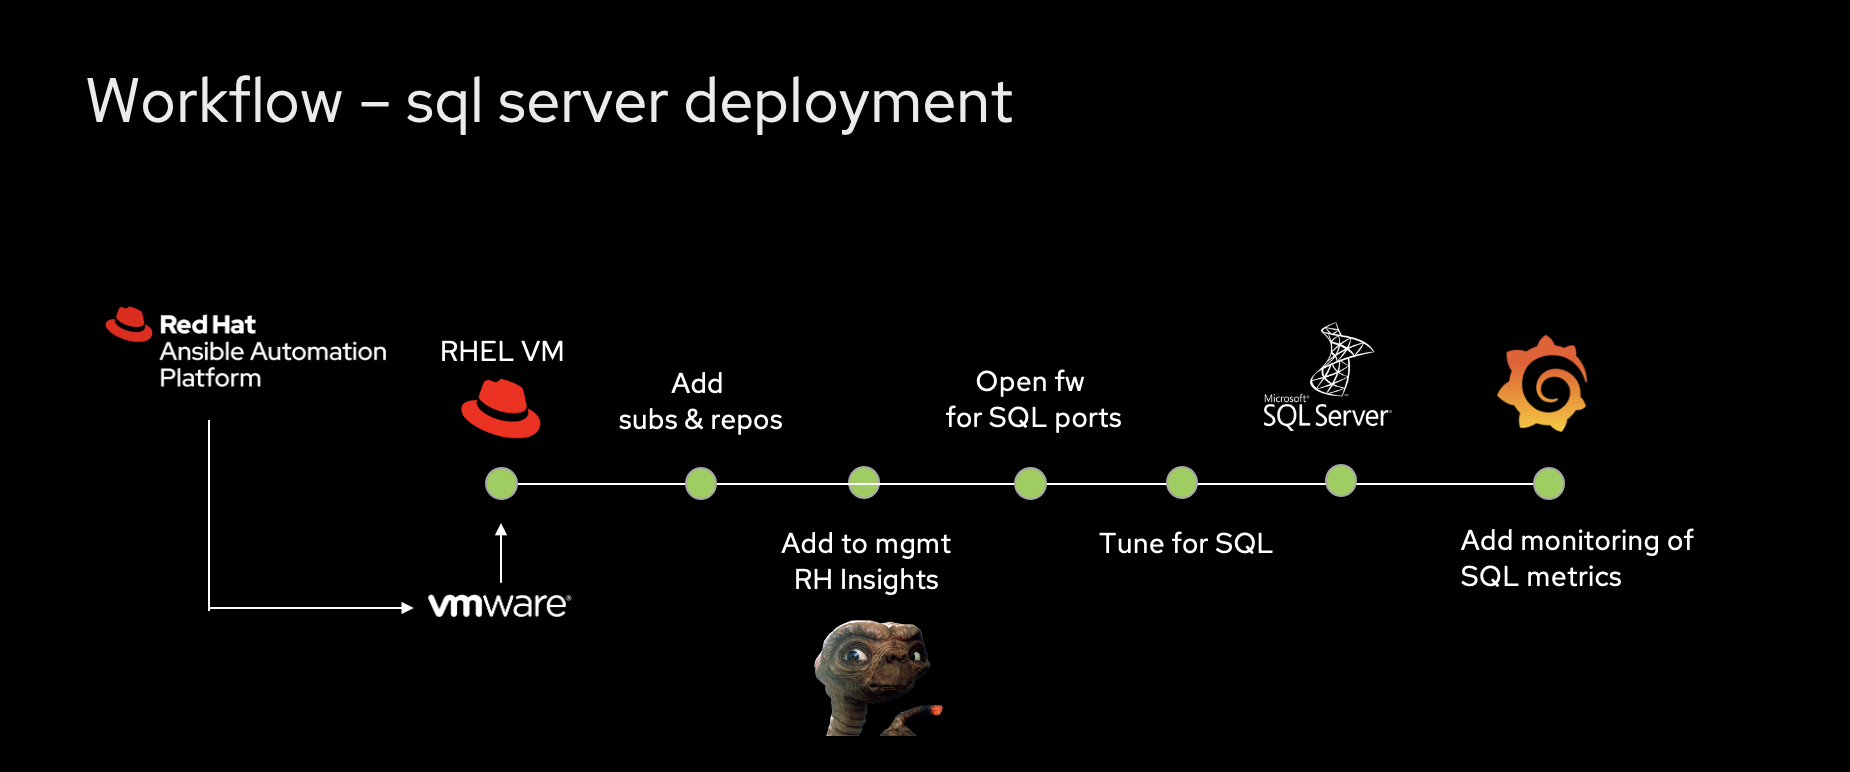 Workflow – sql server deployment
Red Hat
Ansible Automation
Platform
RHEL VM
Add
subs & repos
Open fw
for SQL ports
Microsoft®
SQL Server®
Add to mgmt
RH Insights
Tune for SQL
Add monitoring of
SQL metrics
vmware®